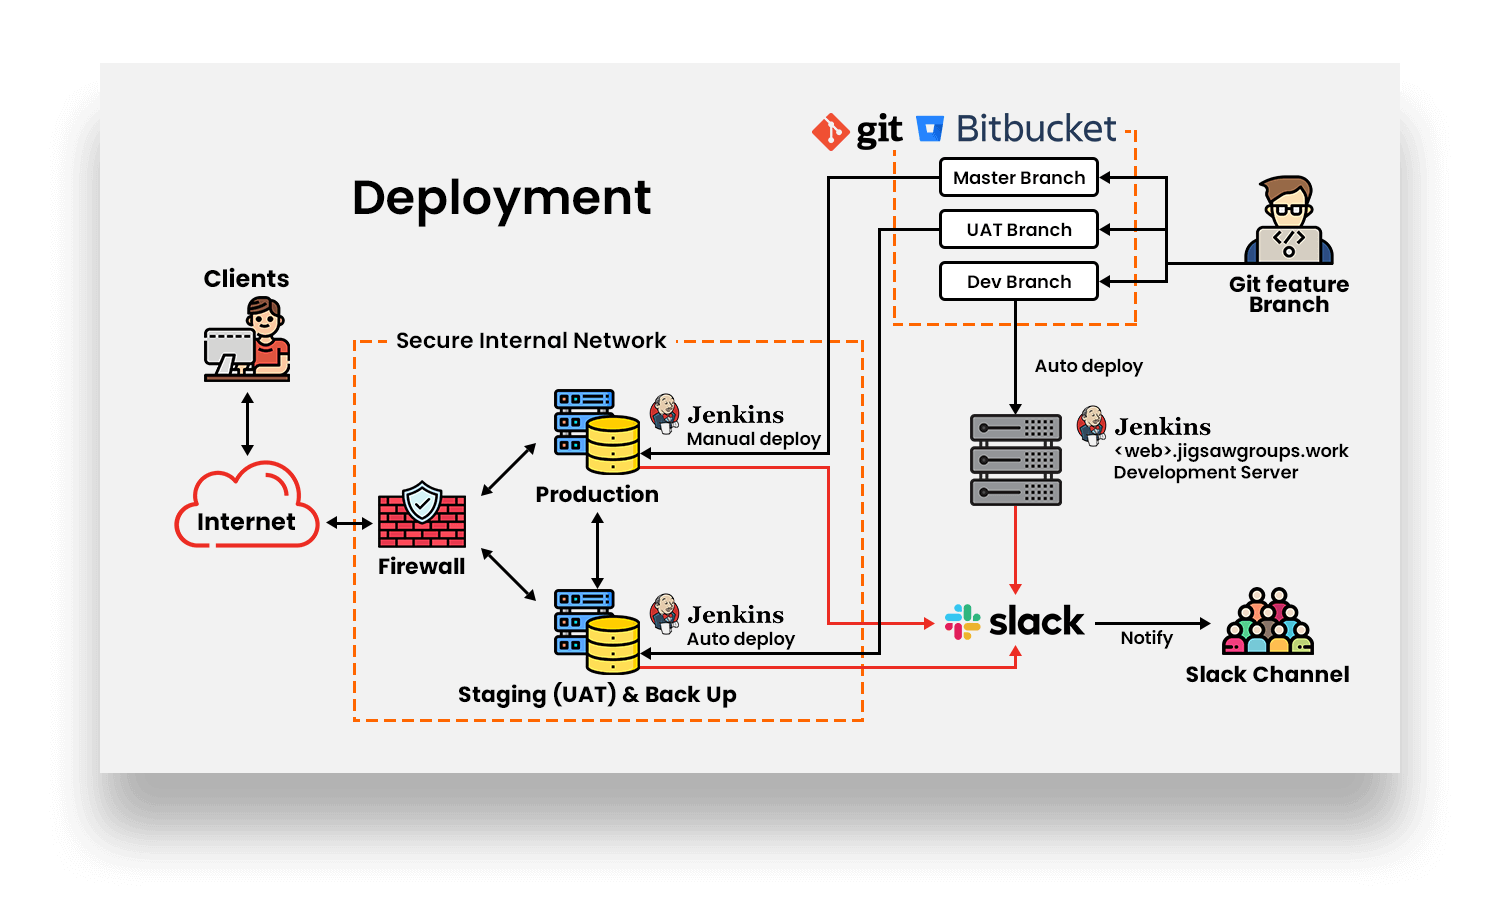 git Bitbucket
Deployment
Master Branch
UAT Branch
Dev Branch
Git feature
Branch
Clients
Secure Internal Network
Auto deploy
Jenkins
Manual deploy
Production
Jenkins
<web>.jigsawgroups.work
Development Server
Internet
Firewall
Jenkins
Auto deploy
Staging (UAT) & Back Up
slack
Notify
Slack Channel